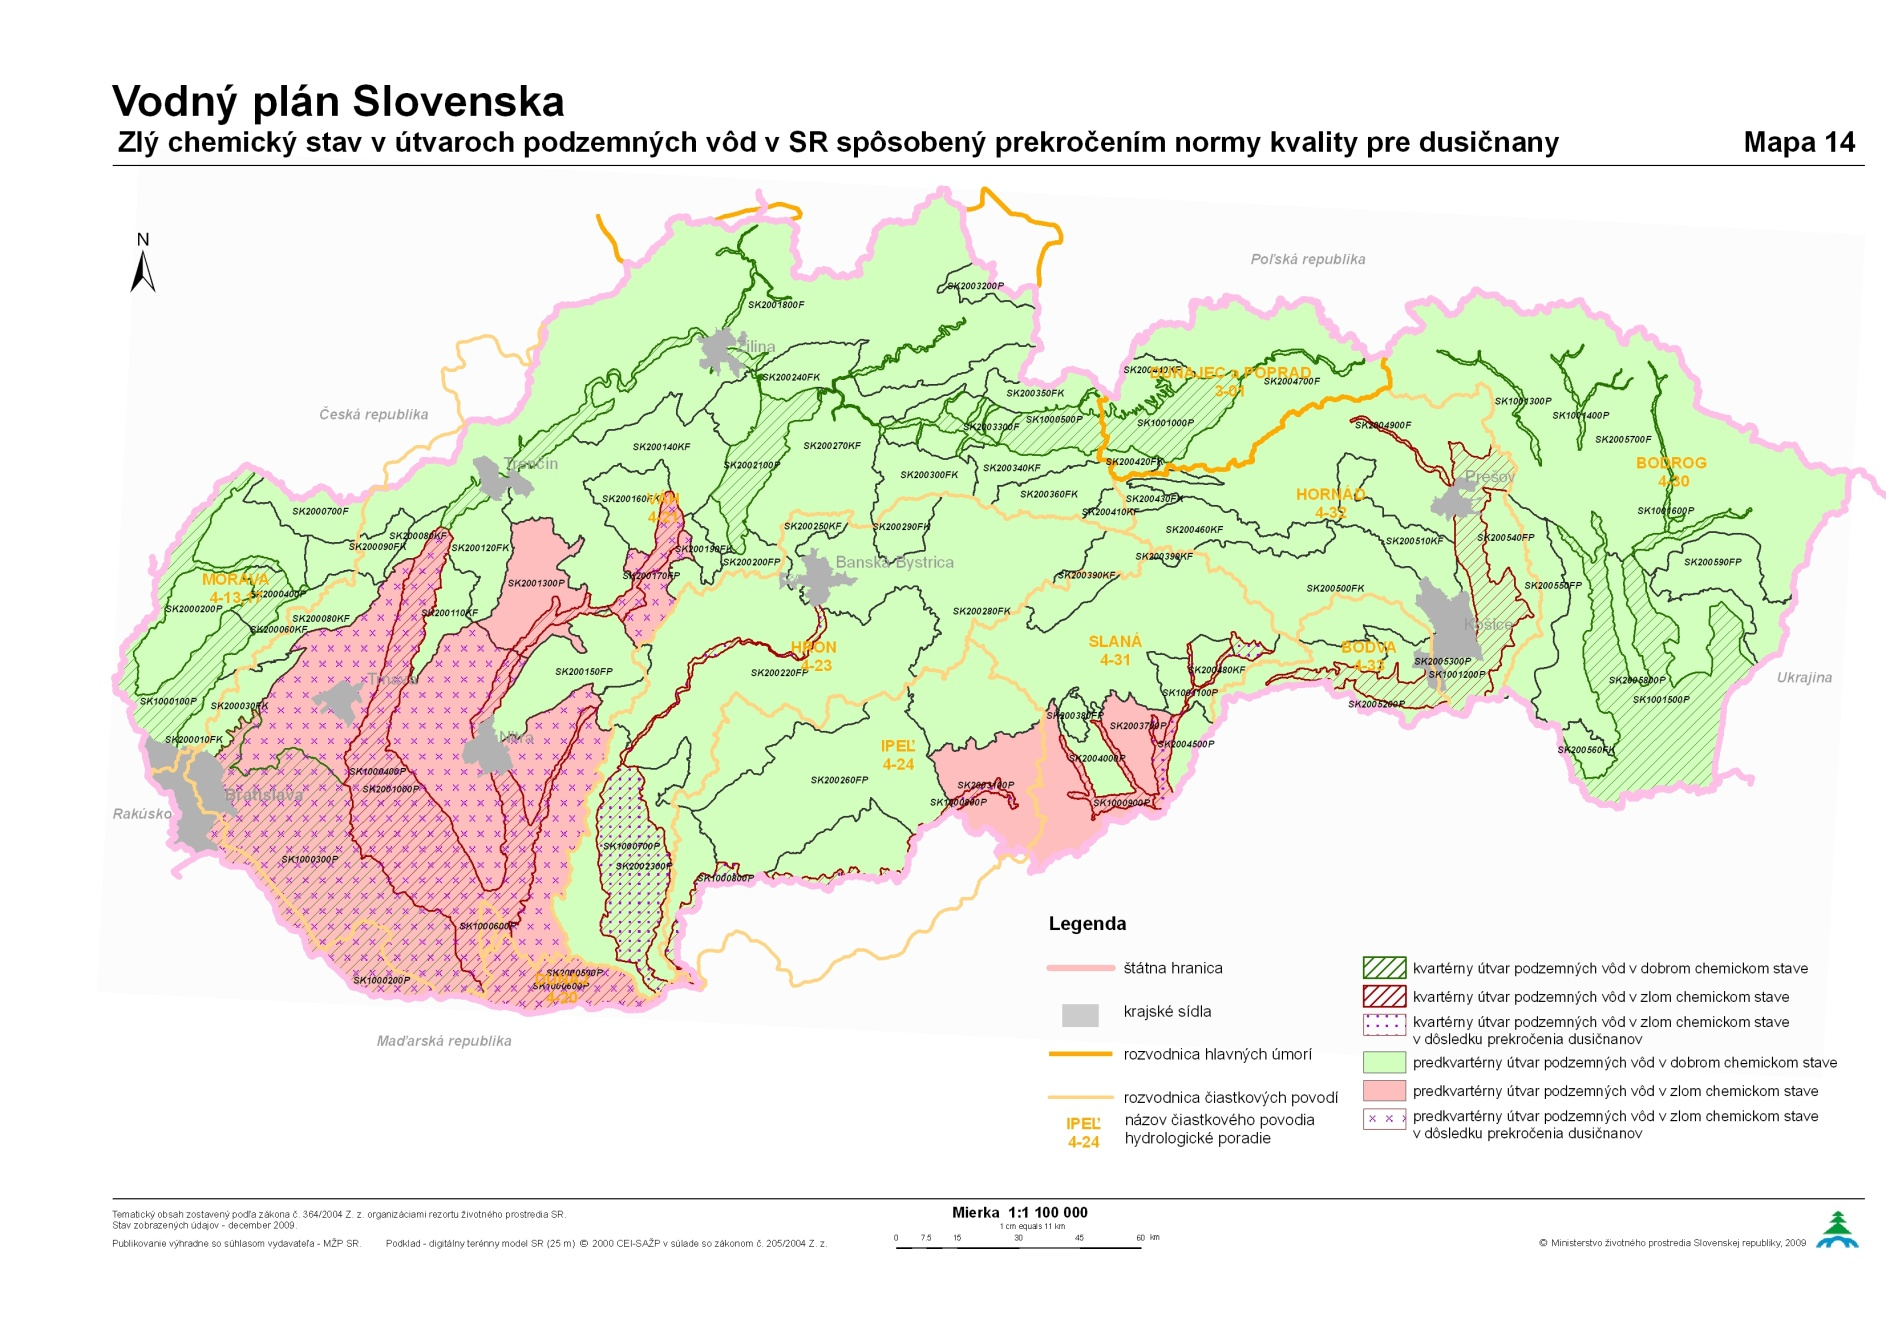 Vodný plán Slovenska
Zlý chemický stav v útvaroch podzemných vôd v SR spôsobený prekročením normy kvality pre dusičnany
Mapa 14
N
Poľská republika
SK2003200P
SK2001800F
Žilina
SK200240FK
DUNAJEC a POPRAD
3-01
SK2004700F
Česká republika
SK200350FK
SK1000500P
SK2003300F
SK1001000P
SK2004900F
SK1001300P
SK1001400P
SK2005700F
SK200140KF
SK200270KF
SK2002100P
SK200300FK
SK200340KF
SK200420FK
Trenčín
BODROG
4-30
Prešov
SK200360FK
SK200430FK
SK200410KF
HORNÁD
4-32
SK2000700F
SK1001600P
SK200250KF
SK200290FK
SK200460KF
SK200510KF
SK200540FP
SK200080KF
SK200090FK
SK200120FK
SK200190FK
SK200200FP
Banská Bystrica
SK200390KF
SK200390KF
SK200590FP
SK200550FP
SK2001300P
SK200170FP
SK200500FK
MORAVA
SK2000200P
SK2000400P
SK200080KF
SK200060KF
SK200110KF
SK200280FK
Košice
HRON
4-23
SLANÁ
4-31
BODVA
4-33
SK200150FP
SK200220FP
SK200480KF
SK2005300P
SK1001200P
SK2005800P
SK1001500P
Ukrajina
Trnava
SK1000100P
SK200030FK
SK1001100P
SK2005200P
SK200380FP
SK2003700P
SK2004500P
SK200010FK
Nitra
IPEĽ
4-24
SK200560FK
SK2004000P
SK1000400P
SK2001000P
SK200260FP
SK2003100P
SK1000900P
Bratislava
Rakúsko
SK1000300P
SK1000700P
SK2002300P
SK1000800P
SK1000600P
SK1000200P
SK1000600P
4-20
Maďarská republika
Legenda
štátna hranica
krajské sídla
rozvodnica hlavných úmorí
rozvodnica čiastkových povodí
IPEĽ
4-24
názov čiastkového povodia
hydrologické poradie
kvartérny útvar podzemných vôd v dobrom chemickom stave
kvartérny útvar podzemných vôd v zlom chemickom stave
kvartérny útvar podzemných vôd v zlom chemickom stave
v dôsledku prekročenia dusičnanov
predkvartérny útvar podzemných vôd v dobrom chemickom stave
predkvartérny útvar podzemných vôd v zlom chemickom stave
predkvartérny útvar podzemných vôd v zlom chemickom stave
v dôsledku prekročenia dusičnanov
Tematický obsah zostavený podľa zákona č. 364/2004 Z. z. organizáciami rezortu životného prostredia SR.
Stav zobrazených údajov - december 2009.
Publikovanie výhradne so súhlasom vydavateľa - MŽP SR.
Podklad - digitálny terénny model SR (25 m) © 2000 CEI-SAŽP v súlade so zákonom č. 205/2004 Z. z.
Mierka 1:1 100 000
1 cm equals 11 km
0 7.5 15 30 45 60 km
© Ministerstvo životného prostredia Slovenskej republiky, 2009